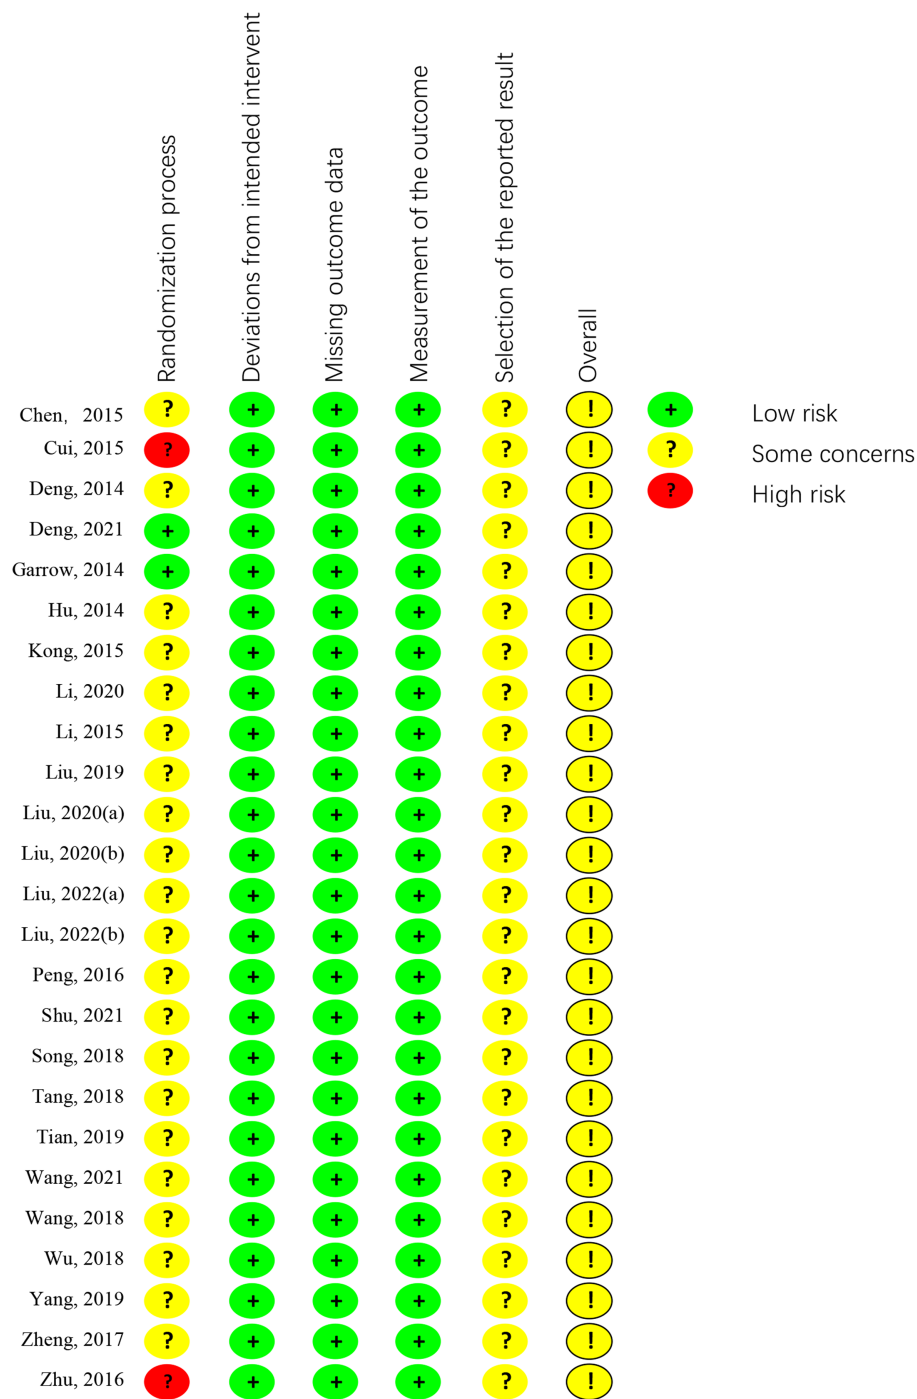 Randomization process
Deviations from intended intervent
Missing outcome data
Measurement of the outcome
Selection of the reported result
Overall
Chen, 2015 ? + + + ? ! + Low risk
Cui, 2015 ? + + + ? ! ? Some concerns
Deng, 2014 ? + + + ? ! ? High risk
Deng, 2021 + + + + ? !
Garrow, 2014 + + + + ? !
Hu, 2014 ? + + + ? !
Kong, 2015 ? + + + ? !
Li, 2020 ? + + + ? !
Li, 2015 ? + + + ? !
Liu, 2019 ? + + + ? !
Liu, 2020(a) ? + + + ? !
Liu, 2020(b) ? + + + ? !
Liu, 2022(a) ? + + + ? !
Liu, 2022(b) ? + + + ? !
Peng, 2016 ? + + + ? !
Shu, 2021 ? + + + ? !
Song, 2018 ? + + + ? !
Tang, 2018 ? + + + ? !
Tian, 2019 ? + + + ? !
Wang, 2021 ? + + + ? !
Wang, 2018 ? + + + ? !
Wu, 2018 ? + + + ? !
Yang, 2019 ? + + + ? !
Zheng, 2017 ? + + + ? !
Zhu, 2016 ? + + + ? !